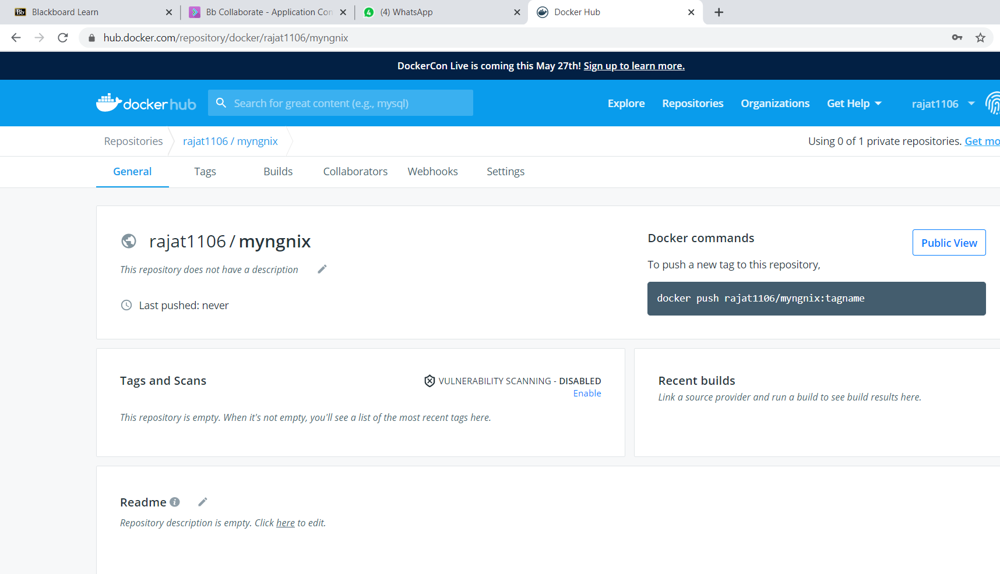 Blackboard Learn
Bb Collaborate - Application Con
(4) WhatsApp
Docker Hub
hub.docker.com/repository/docker/rajat1106/myngnix
DockerCon Live is coming this May 27th! Sign up to learn more.
docker hub
Search for great content (e.g., mysql)
Explore
Repositories
Organizations
Get Help
rajat1106
Repositories
rajat1106 / myngnix
Using 0 of 1 private repositories. Get mo
General
Tags
Builds
Collaborators
Webhooks
Settings
rajat1106 / myngnix
This repository does not have a description
Last pushed: never
Docker commands
Public View
To push a new tag to this repository,
docker push rajat1106/myngnix:tagname
Tags and Scans
VULNERABILITY SCANNING - DISABLED
Enable
This repository is empty. When it's not empty, you'll see a list of the most recent tags here.
Recent builds
Link a source provider and run a build to see build results here.
Readme
Repository description is empty. Click here to edit.